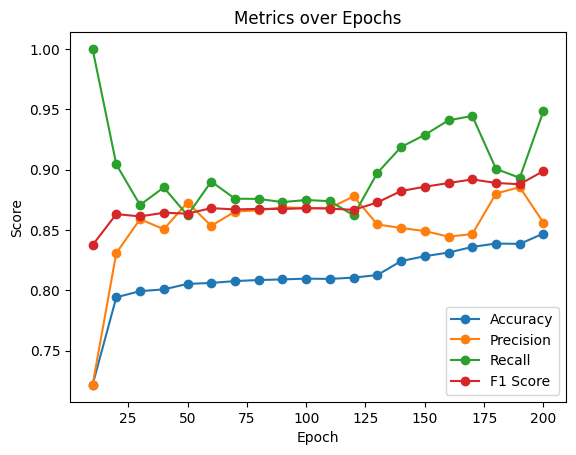 Metrics over Epochs
1.00
0.95
0.90
0.85
0.80
0.75
Score
25 50 75 100 125 150 175 200
Epoch
Accuracy
Precision
Recall
F1 Score